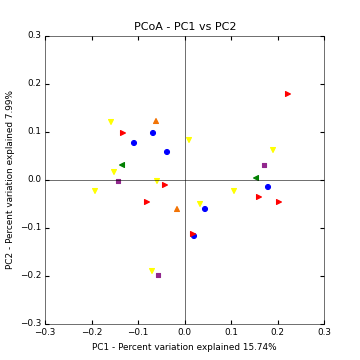 PCoA - PC1 vs PC2
0.3
0.2
0.1
0.0
−0.1
−0.2
−0.3
−0.3 −0.2 −0.1 0.0 0.1 0.2 0.3
PC2 - Percent variation explained 7.99%
PC1 - Percent variation explained 15.74%